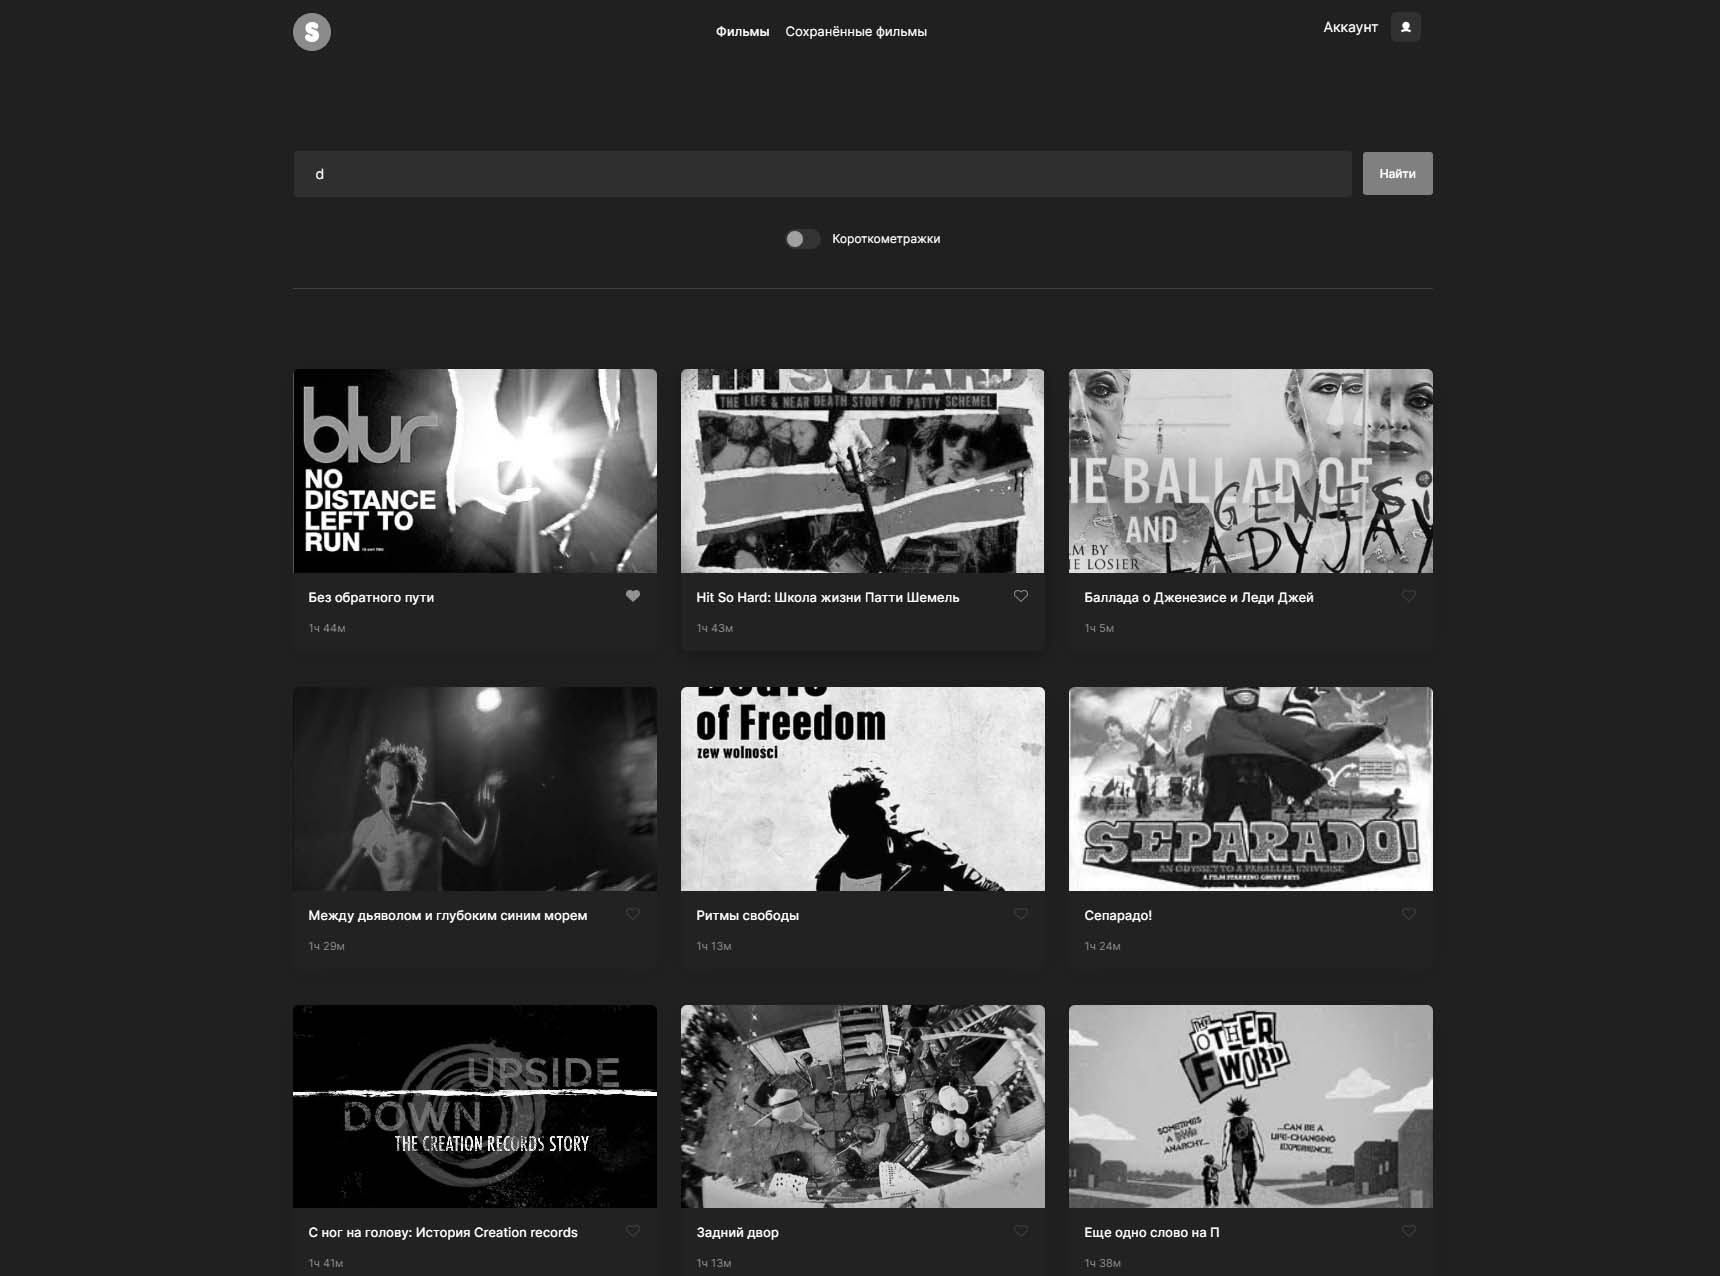 S
Фильмы Сохранённые фильмы Аккаунт
d
Найти
Короткометражки
blur
NO
DISTANCE
LEFT TO
RUN
HIT SO HARD
THE LIFE & NEAR DEATH STORY OF PATTY SCHEMEL
THE BALLAD OF
GENESI
AND
LADY JAY
LM BY
IE LOSIER
Без обратного пути
1ч 44м
Hit So Hard: Школа жизни Патти Шемель
1ч 43м
Баллада о Дженезисе и Леди Джей
1ч 5м
of Freedom
zew wolności
SEPARADO!
AN ODYSSEY TO A PARALLEL UNIVERSE
A FILM STARRING GRUFF RHYS
Между дьяволом и глубоким синим морем
1ч 29м
Ритмы свободы
1ч 13м
Сепарадо!
1ч 24м
UPSIDE
DOWN
THE CREATION RECORDS STORY
THE
OTHER
F WORD
SOMETIMES
A
ANARCHY...
...CAN BE A
LIFE-CHANGING
EXPERIENCE.
С ног на голову: История Creation records
1ч 41м
Задний двор
1ч 13м
Еще одно слово на П
1ч 38м